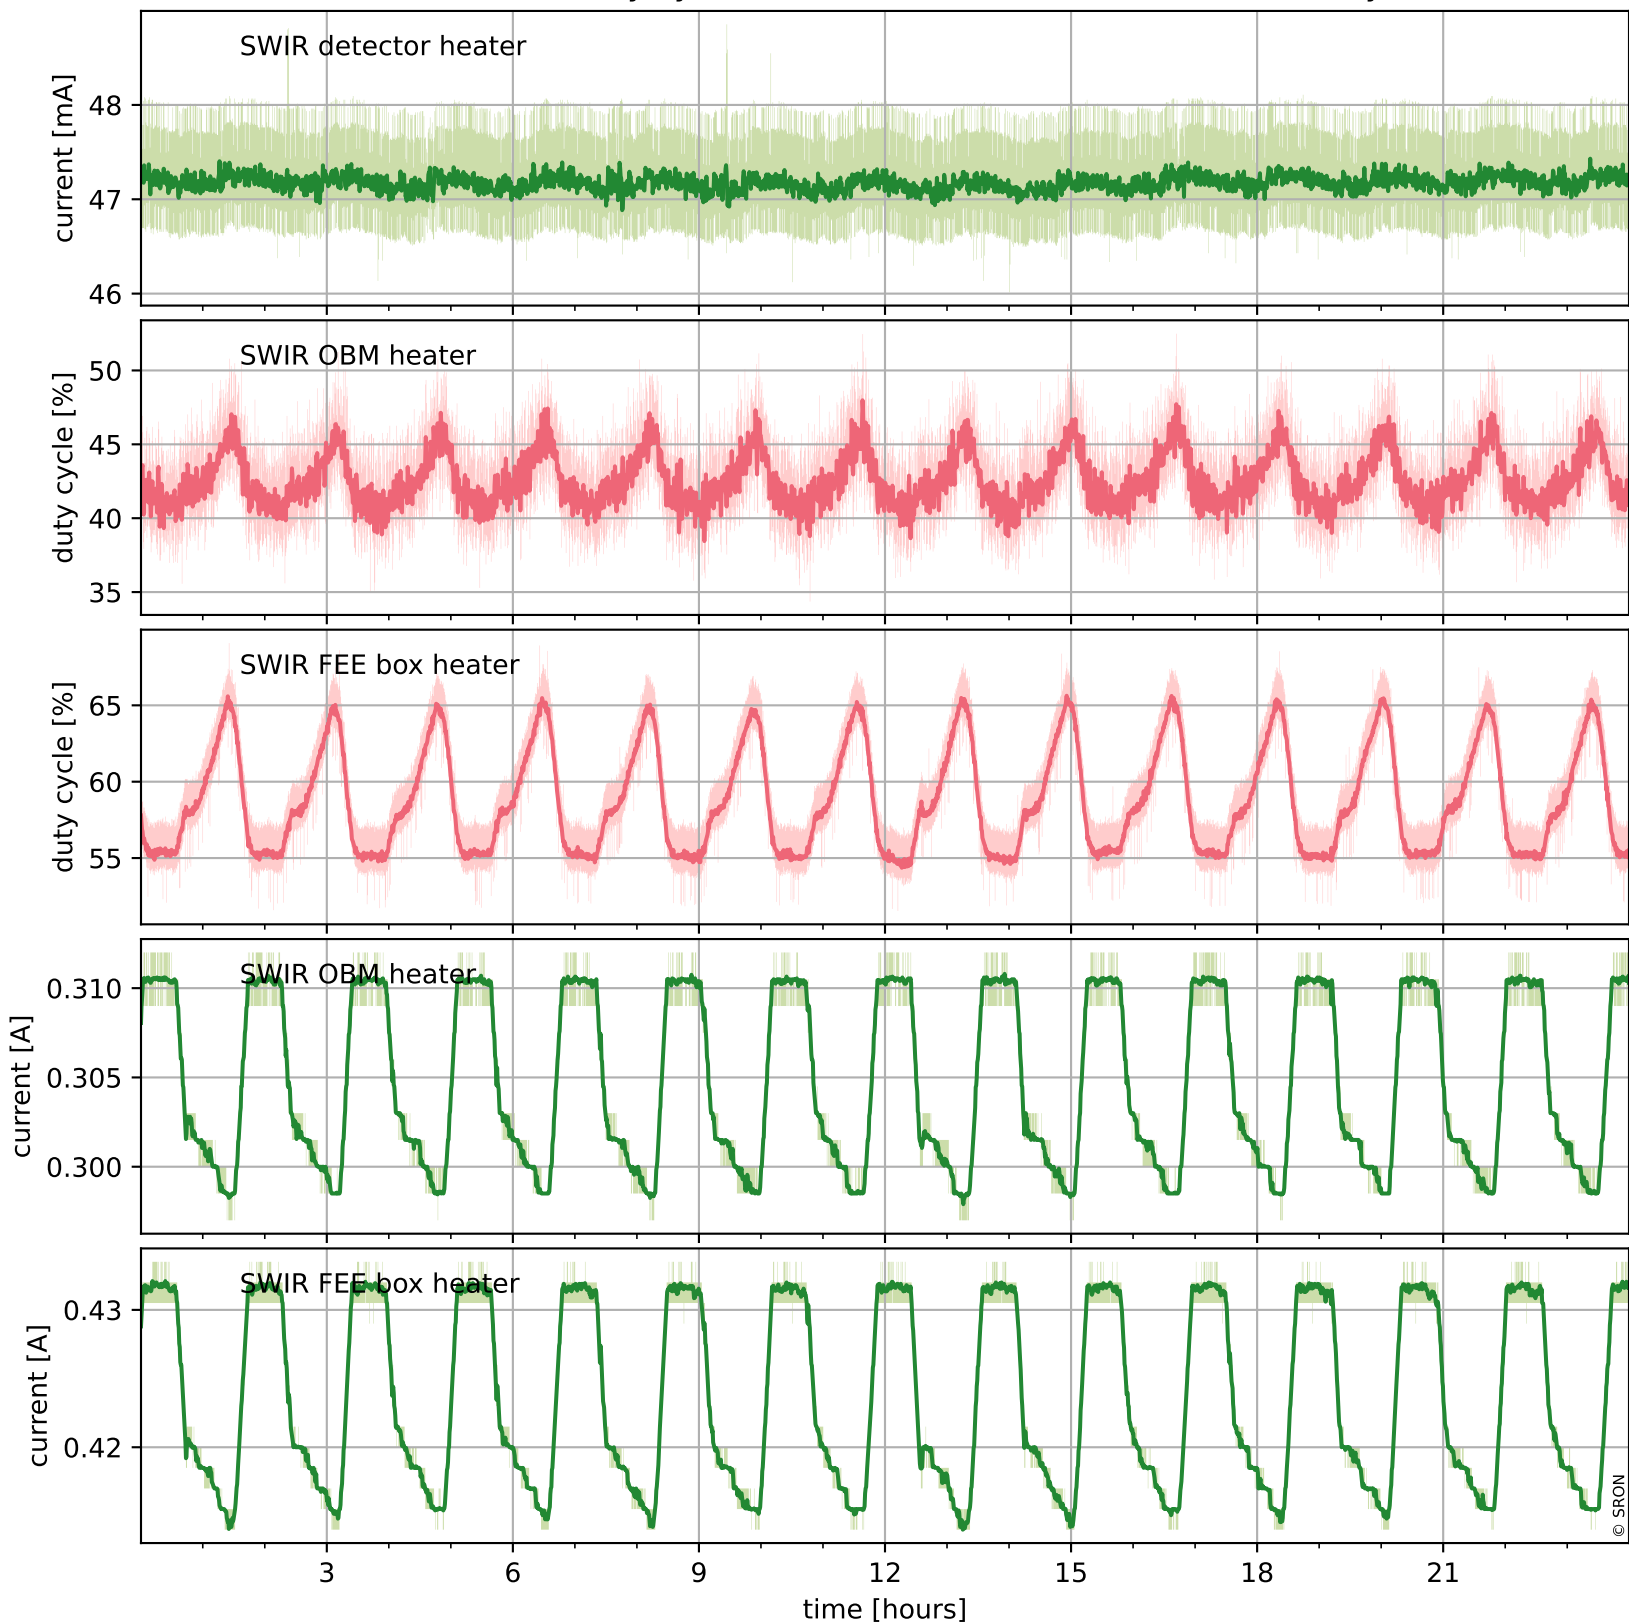 SWIR detector heater
current [mA]
48
47
46
SWIR OBM heater
duty cycle [%]
50
45
40
35
SWIR FEE box heater
duty cycle [%]
65
60
55
SWIR OBM heater
current [A]
0.310
0.305
0.300
SWIR FEE box heater
current [A]
0.43
0.42
© SRON
3 6 9 12 15 18 21
time [hours]